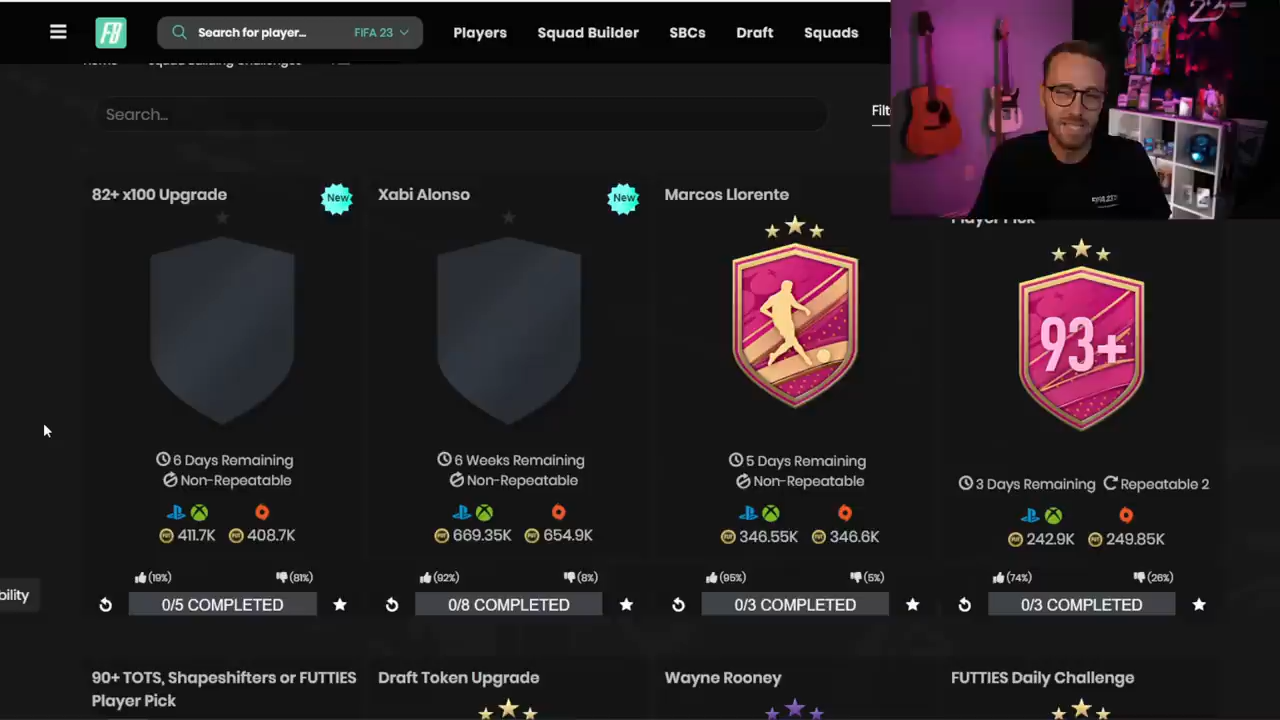 FB
Search for player...
FIFA 23
Players
Squad Builder
SBCs
Draft
Squads
Home
Squad Building Challenges
Search...
82+ x100 Upgrade
New
6 Days Remaining
Non-Repeatable
411.7K
408.7K
(19%)
(81%)
0/5 COMPLETED
Xabi Alonso
New
6 Weeks Remaining
Non-Repeatable
669.35K
654.9K
(92%)
(8%)
0/8 COMPLETED
Marcos Llorente
5 Days Remaining
Non-Repeatable
346.55K
346.6K
(95%)
(5%)
0/3 COMPLETED
Player Pick
93+
3 Days Remaining
Repeatable 2
242.9K
249.85K
(74%)
(26%)
0/3 COMPLETED
bility
90+ TOTS, Shapeshifters or FUTTIES
Player Pick
Draft Token Upgrade
Wayne Rooney
FUTTIES Daily Challenge